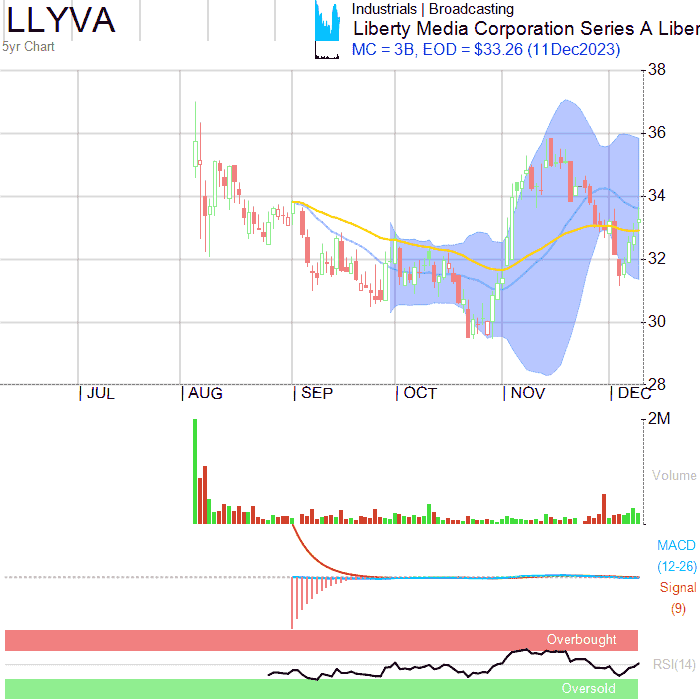 LLYVA
5yr Chart
Industrials | Broadcasting
Liberty Media Corporation Series A Liber
MC = 3B, EOD = $33.26 (11Dec2023)
38
36
34
32
30
28
JUL
AUG
SEP
OCT
NOV
DEC
2M
Volume
MACD
(12-26)
Signal
(9)
Overbought
RSI(14)
Oversold